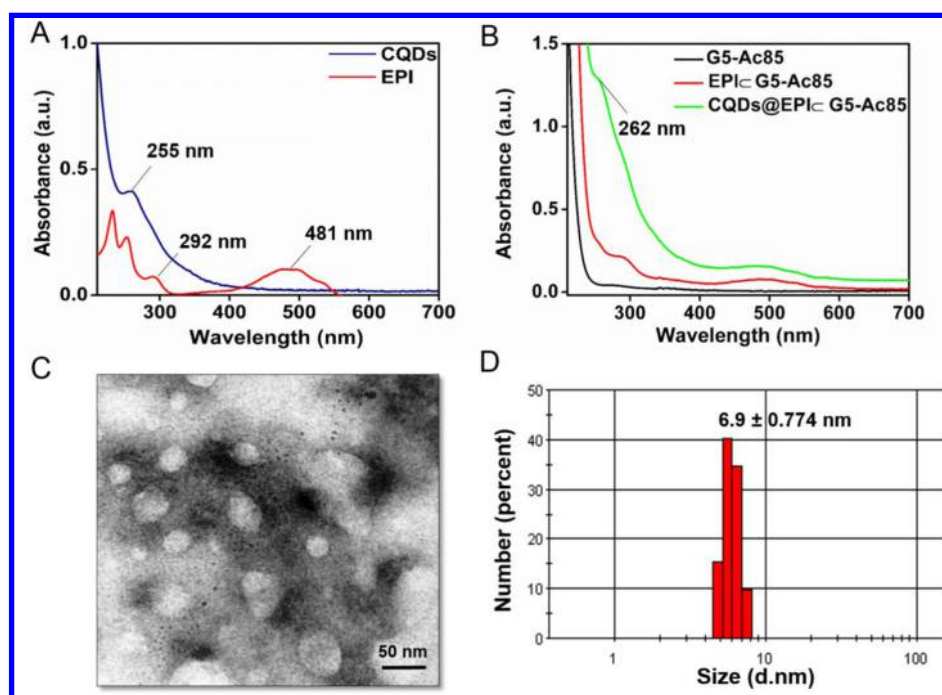 A
1.0
0.5
0.0
Absorbance (a.u.)
CQDs
EPI
255 nm
292 nm
481 nm
300 400 500 600 700
Wavelength (nm)
B
1.5
1.0
0.5
0.0
Absorbance (a.u.)
G5-Ac85
EPI⊂ G5-Ac85
CQDs@EPI⊂ G5-Ac85
262 nm
300 400 500 600 700
Wavelength (nm)
C
50 nm
D
50
40
30
20
10
0
Number (percent)
6.9 ± 0.774 nm
1 10 100
Size (d.nm)